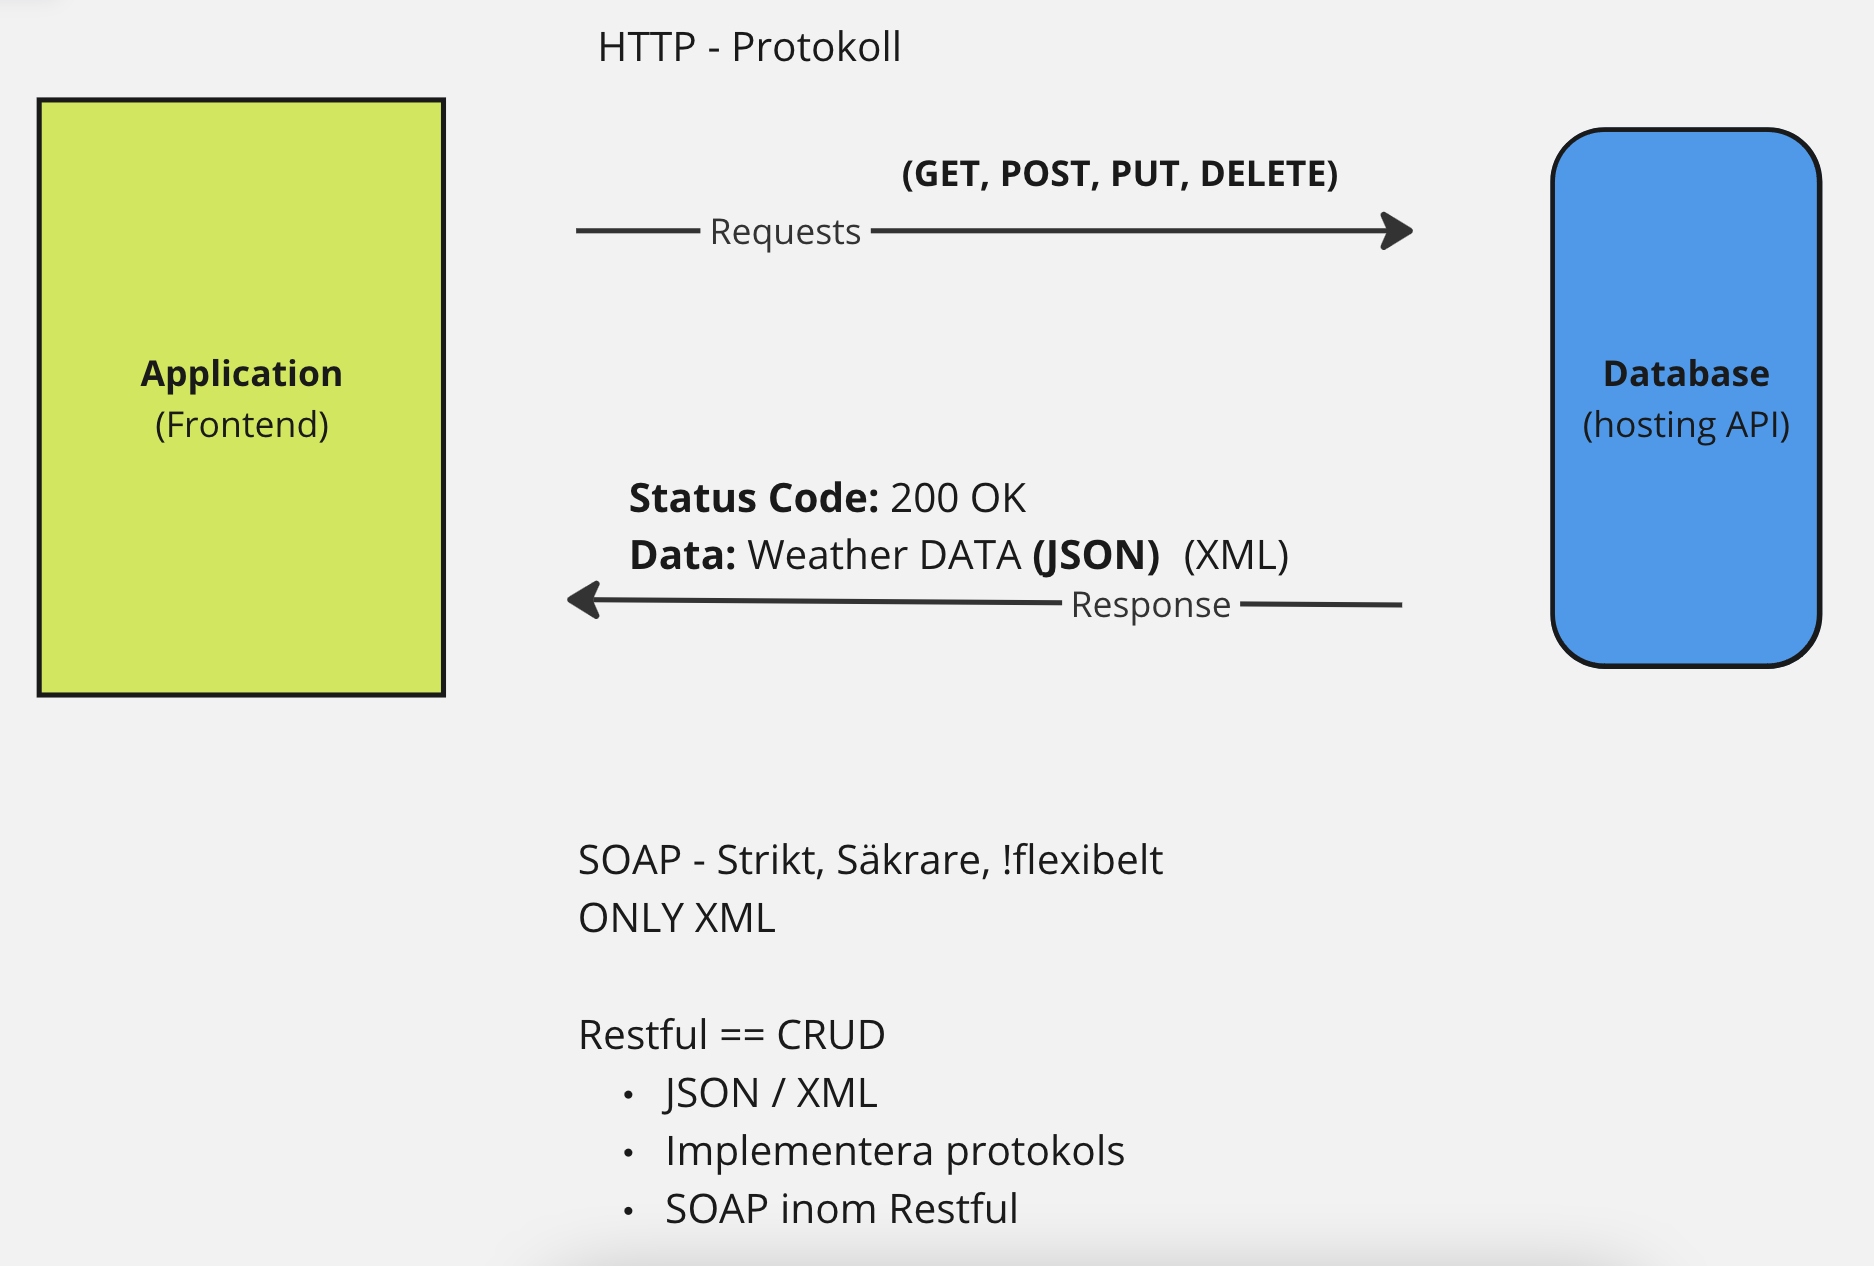 HTTP - Protokoll
(GET, POST, PUT, DELETE)
Requests
Application
(Frontend)
Database
(hosting API)
Status Code: 200 OK
Data: Weather DATA (JSON) (XML)
Response
SOAP - Strikt, Säkrare, !flexibelt
ONLY XML
Restful == CRUD
• JSON / XML
• Implementera protokols
• SOAP inom Restful